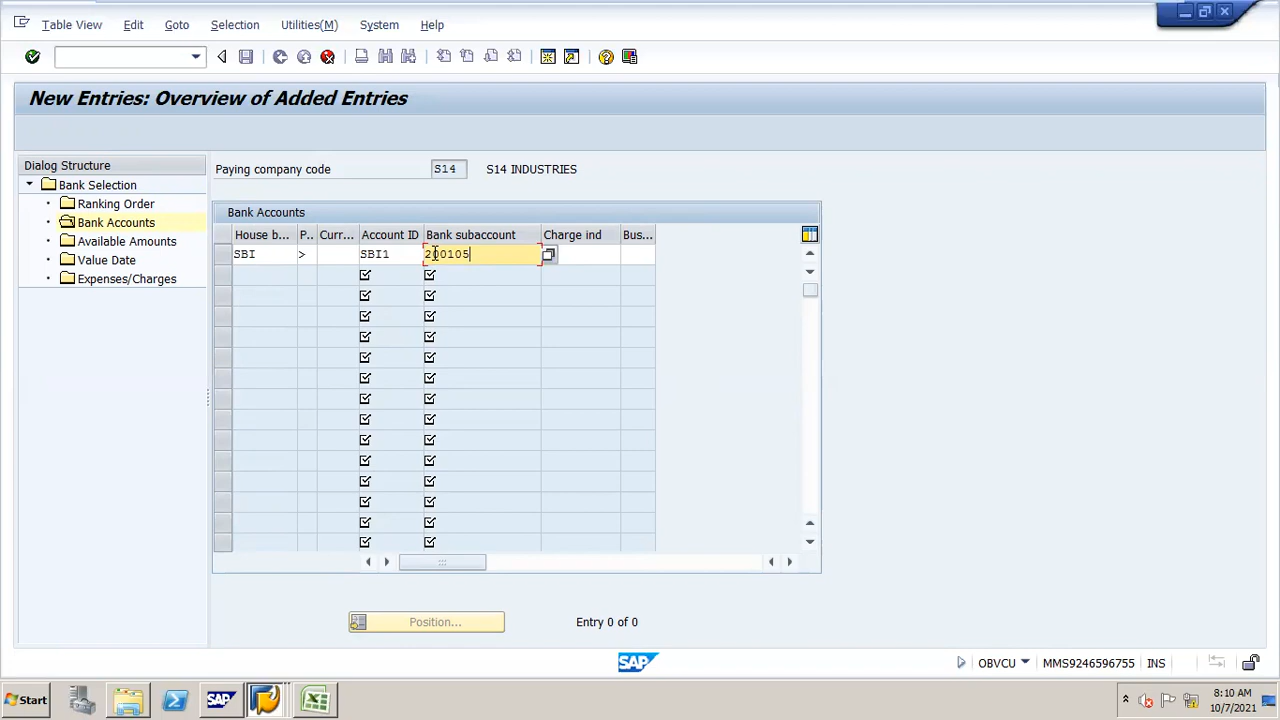 Table View Edit Goto Selection Utilities(M) System Help
New Entries: Overview of Added Entries
Dialog Structure
Bank Selection
Ranking Order
Bank Accounts
Available Amounts
Value Date
Expenses/Charges
Paying company code S14 S14 INDUSTRIES
Bank Accounts
House b... P.. Curr... Account ID Bank subaccount Charge ind Bus...
SBI > SBI1 200105
Position... Entry 0 of 0
SAP OBVCU MMS9246596755 INS
Start SAP 8:10 AM
10/7/2021